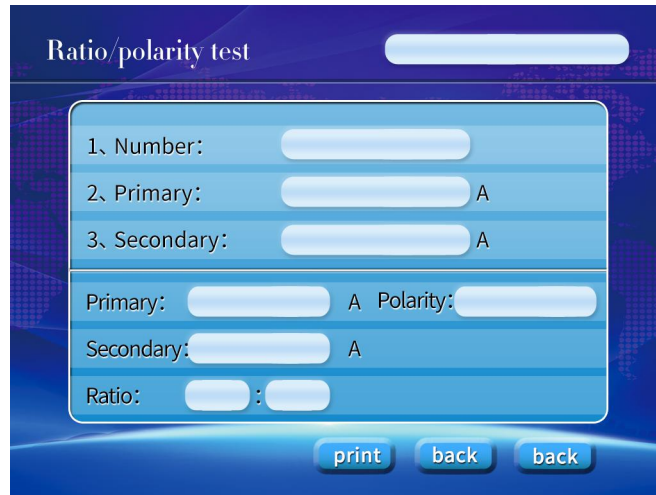 Ratio/polarity test
1、Number：
2、Primary： A
3、Secondary： A
Primary： A Polarity：
Secondary： A
Ratio： ：
print back back